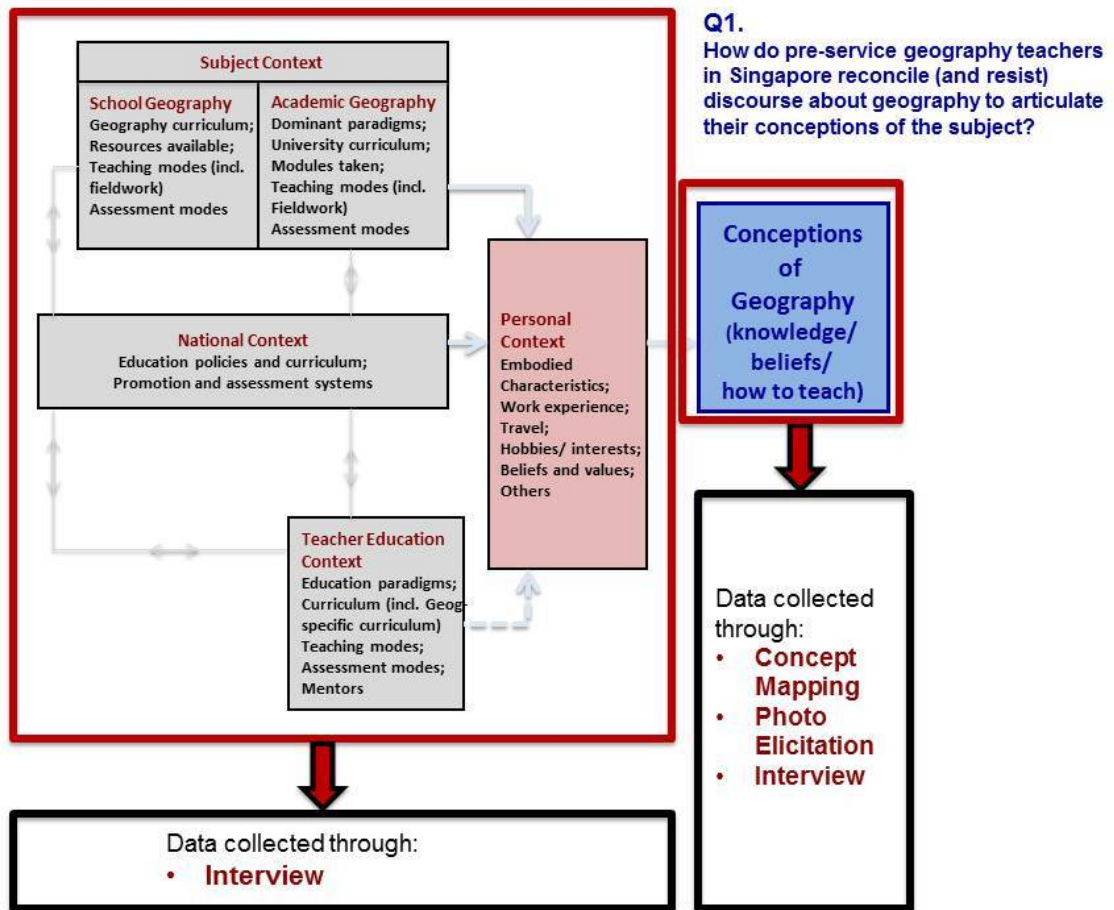 Q1.
How do pre-service geography teachers
in Singapore reconcile (and resist)
discourse about geography to articulate
their conceptions of the subject?
Subject Context
School Geography
Geography curriculum;
Resources available;
Teaching modes (incl.
fieldwork)
Assessment modes
Academic Geography
Dominant paradigms;
University curriculum;
Modules taken;
Teaching modes (incl.
Fieldwork)
Assessment modes
National Context
Education policies and curriculum;
Promotion and assessment systems
Teacher Education
Context
Education paradigms;
Curriculum (incl. Geog-
specific curriculum)
Teaching modes;
Assessment modes;
Mentors
Personal
Context
Embodied
Characteristics;
Work experience;
Travel;
Hobbies/ interests;
Beliefs and values;
Others
Conceptions
of
Geography
(knowledge/
beliefs/
how to teach)
Data collected
through:
• Concept
Mapping
• Photo
Elicitation
• Interview
Data collected through:
• Interview